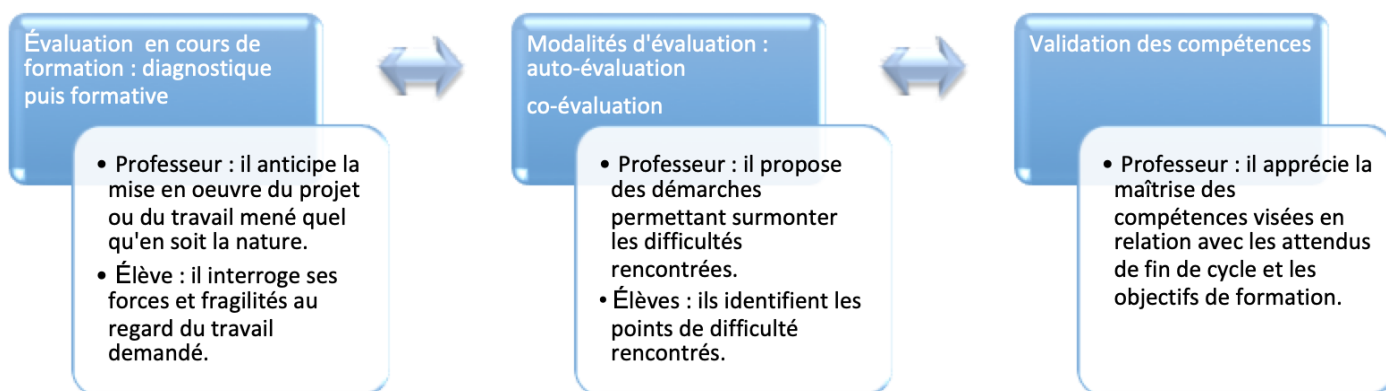 Évaluation en cours de
formation : diagnostique
puis formative
• Professeur : il anticipe la
mise en oeuvre du projet
ou du travail mené quel
qu'en soit la nature.
• Élève : il interroge ses
forces et fragilités au
regard du travail
demandé.
Modalités d'évaluation :
auto-évaluation
co-évaluation
• Professeur : il propose
des démarches
permettant surmonter
les difficultés
rencontrées.
• Élèves : ils identifient les
points de difficulté
rencontrés.
Validation des compétences
• Professeur : il apprécie la
maîtrise des
compétences visées en
relation avec les attendus
de fin de cycle et les
objectifs de formation.